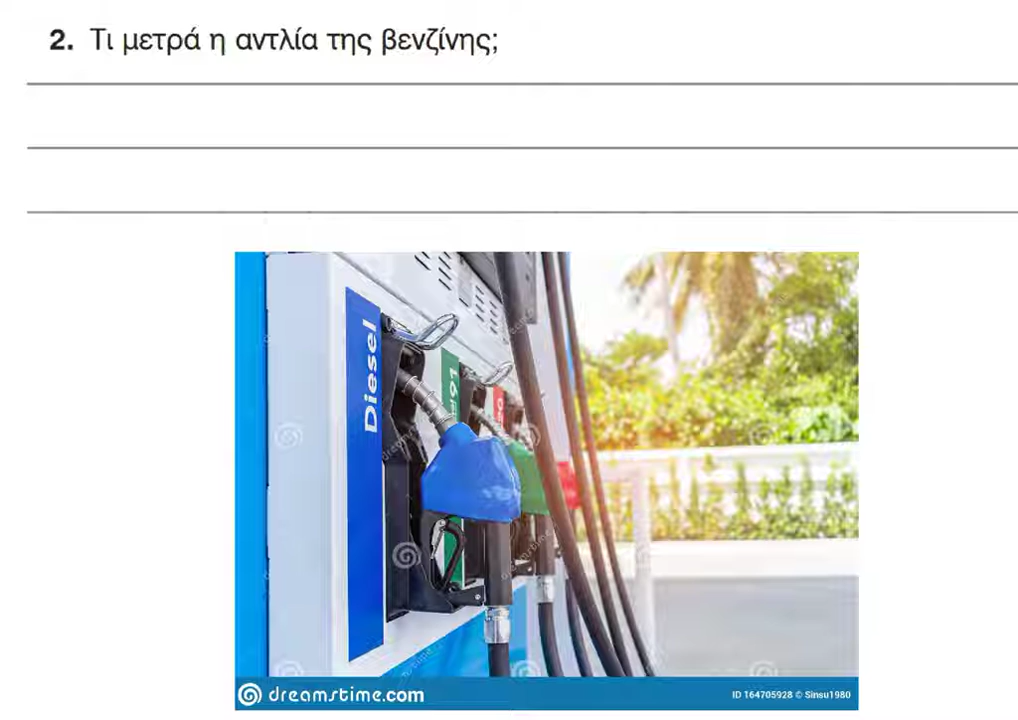 2. Τι μετρά η αντλία της βενζίνης;
Diesel
91
dreamstime.com
ID 164705928 © Sinsu1980